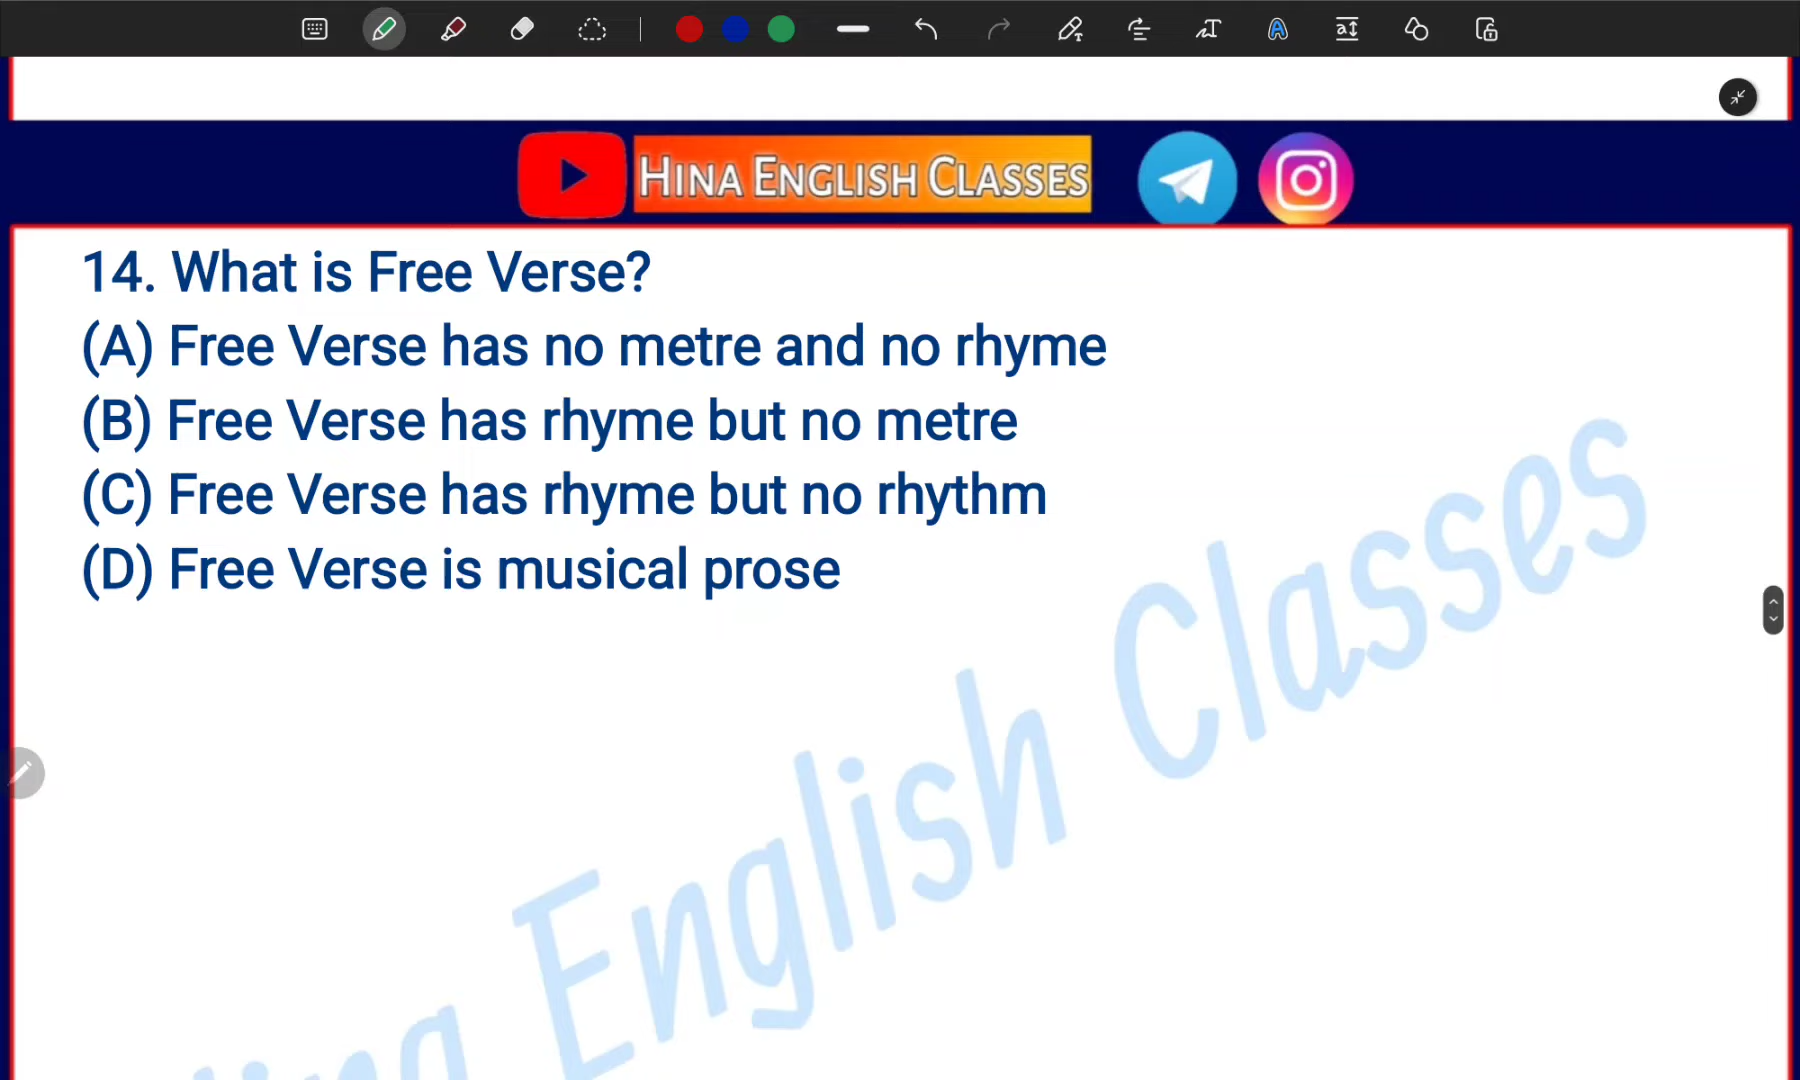 HINA ENGLISH CLASSES
14. What is Free Verse?
(A) Free Verse has no metre and no rhyme
(B) Free Verse has rhyme but no metre
(C) Free Verse has rhyme but no rhythm
(D) Free Verse is musical prose
English Classes